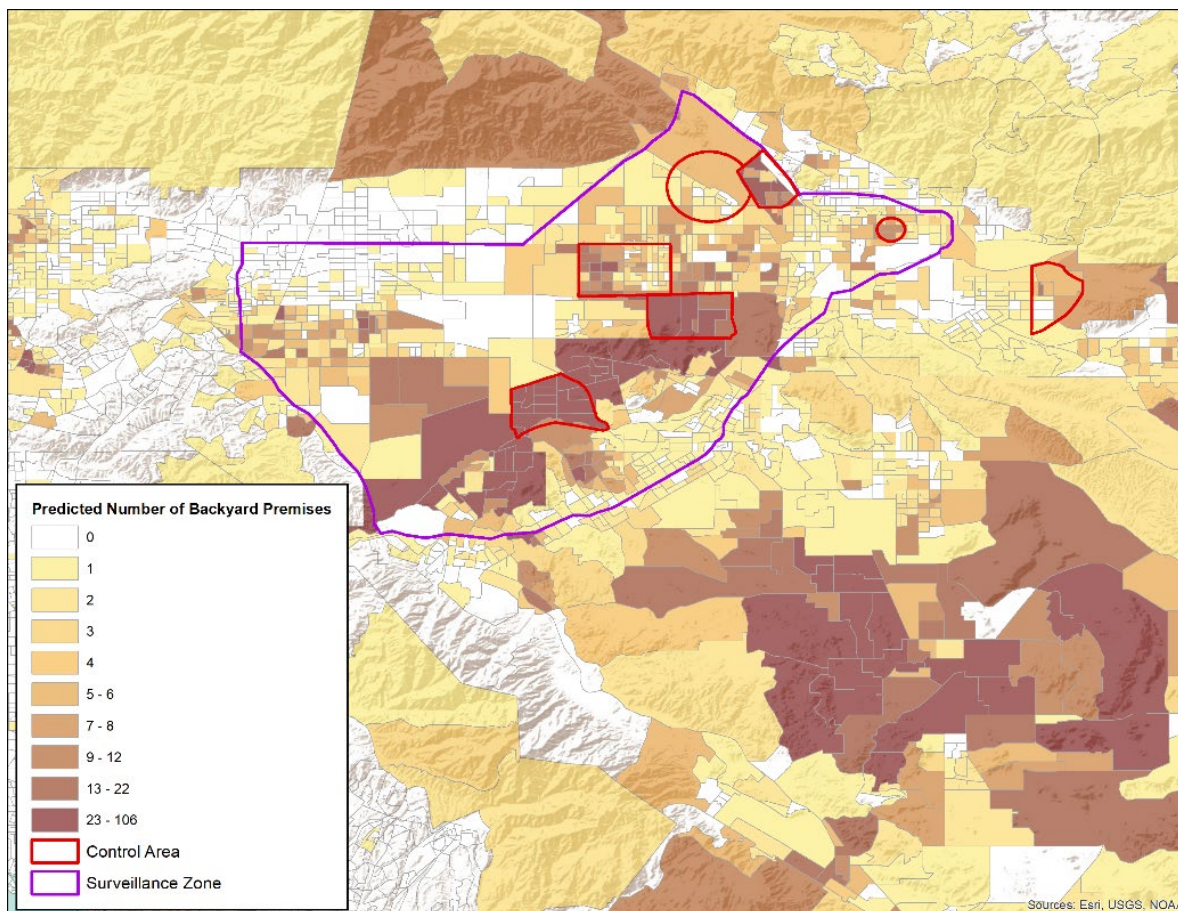 Predicted Number of Backyard Premises
0
1
2
3
4
5 - 6
7 - 8
9 - 12
13 - 22
23 - 106
Control Area
Surveillance Zone
Sources: Esri, USGS, NOAA